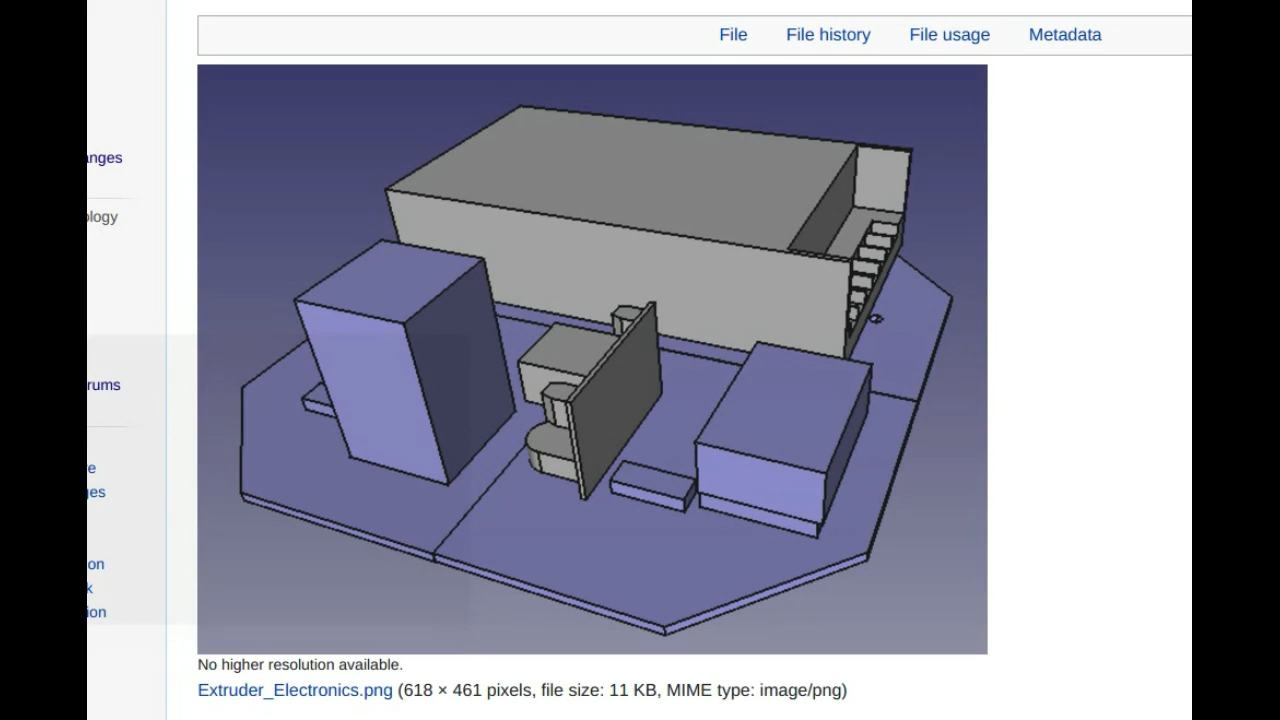 File File history File usage Metadata
anges
ology
rums
e
ges
on
k
ion
No higher resolution available.
Extruder_Electronics.png (618 × 461 pixels, file size: 11 KB, MIME type: image/png)